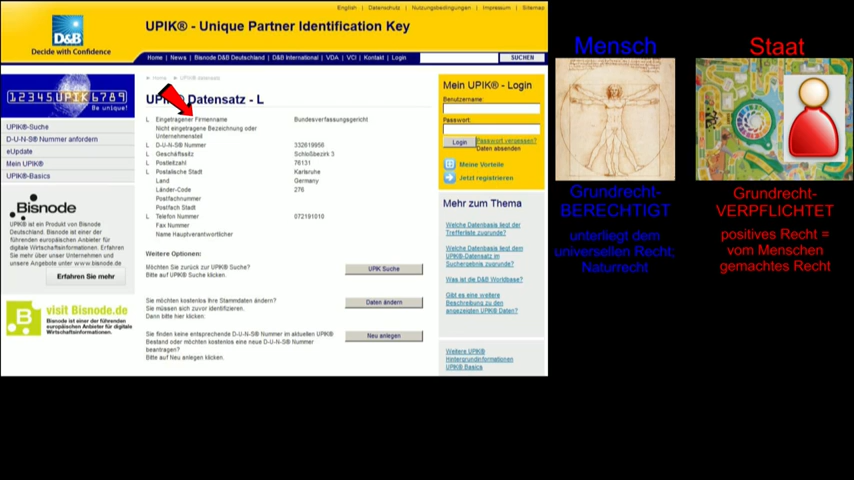 English | Datenschutz | Nutzungsbedingungen | Impressum | Sitemap
D&B
Decide with Confidence
UPIK® - Unique Partner Identification Key
Home | News | Bisnode D&B Deutschland | D&B International | VDA | VCI | Kontakt | Login
SUCHEN
12345UPIK6789
Be unique!
UPIK®-Suche
D-U-N-S® Nummer anfordern
eUpdate
Mein UPIK®
UPIK®-Basics
Bisnode
UPIK® ist ein Produkt von Bisnode
Deutschland. Bisnode ist einer der
führenden europäischen Anbieter für
digitale Wirtschaftsinformationen. Erfahren
Sie mehr über unser Unternehmen und
unsere Angebote unter www.bisnode.de
Erfahren Sie mehr
visit Bisnode.de
Bisnode ist einer der führenden
europäischen Anbieter für digitale
Wirtschaftsinformationen.
Home UPIK® datensatz
Datensatz - L
L Eingetragener Firmenname Bundesverfassungsgericht
Nicht eingetragene Bezeichnung oder
Unternehmensteil
L D-U-N-S® Nummer 332619956
L Geschäftssitz Schloßbezirk 3
L Postleitzahl 76131
L Postalische Stadt Karlsruhe
Land Germany
Länder-Code 276
Postfachnummer
Postfach Stadt
L Telefon Nummer 072191010
Fax Nummer
Name Hauptverantwortlicher
Weitere Optionen:
Möchten Sie zurück zur UPIK® Suche?
Bitte auf UPIK® Suche klicken.
UPIK Suche
Sie möchten kostenlos Ihre Stammdaten ändern?
Sie müssen sich zuvor identifizieren.
Dann bitte hier klicken.
Daten ändern
Sie finden keine entsprechende D-U-N-S® Nummer im aktuellen UPIK®
Bestand oder möchten kostenlos eine neue D-U-N-S® Nummer
beantragen?
Bitte auf Neu anlegen klicken.
Neu anlegen
Mein UPIK® - Login
Benutzername:
Passwort:
Login
Passwort vergessen?
Daten absenden
Meine Vorteile
Jetzt registrieren
Mehr zum Thema
Welche Datenbasis liegt der
Trefferliste zugrunde?
Welche Datenbasis liegt dem
UPIK®-Datensatz im
Suchergebnis zugrunde?
Was ist die D&B Worldbase?
Gibt es eine weitere
Beschreibung zu den
angezeigten UPIK® Daten?
Weitere UPIK®
Hintergrundinformationen
UPIK® Basics
Mensch
Grundrecht-
BERECHTIGT
unterliegt dem
universellen Recht;
Naturrecht
Staat
Grundrecht-
VERPFLICHTET
positives Recht =
vom Menschen
gemachtes Recht